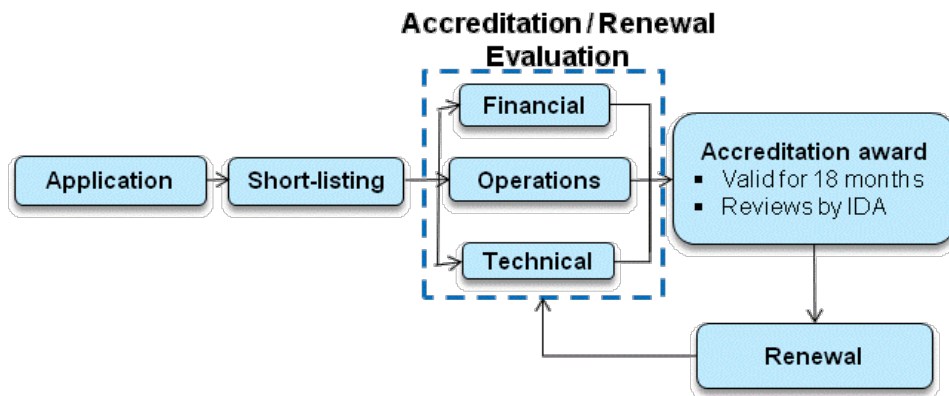 Accreditation / Renewal
Evaluation
Application
Short-listing
Financial
Operations
Technical
Accreditation award
▪ Valid for 18 months
▪ Reviews by IDA
Renewal